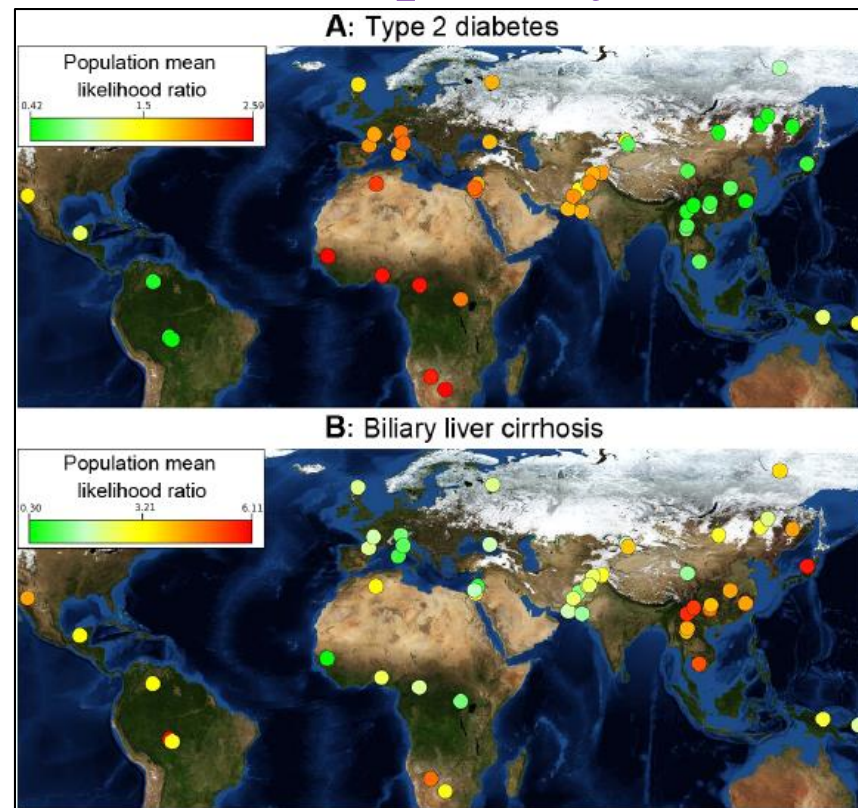 A: Type 2 diabetes
Population mean
likelihood ratio
0.42 1.5 2.59
B: Biliary liver cirrhosis
Population mean
likelihood ratio
0.30 3.21 6.11